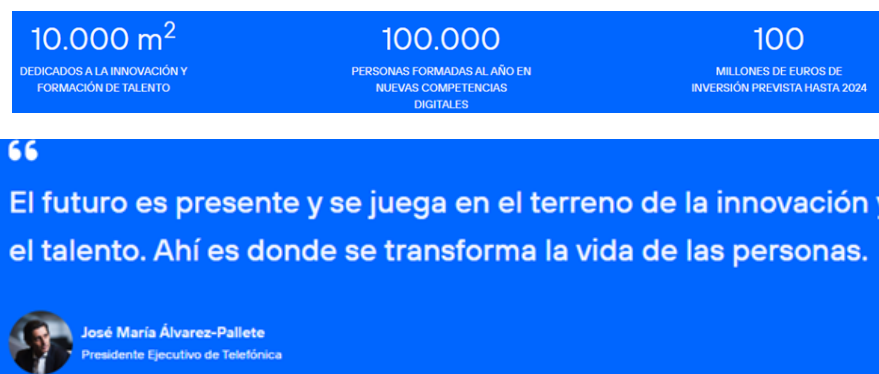 10.000 m²
DEDICADOS A LA INNOVACIÓN Y
FORMACIÓN DE TALENTO
100.000
PERSONAS FORMADAS AL AÑO EN
NUEVAS COMPETENCIAS
DIGITALES
100
MILLONES DE EUROS DE
INVERSIÓN PREVISTA HASTA 2024
“
El futuro es presente y se juega en el terreno de la innovación y
el talento. Ahí es donde se transforma la vida de las personas.
José María Álvarez-Pallete
Presidente Ejecutivo de Telefónica